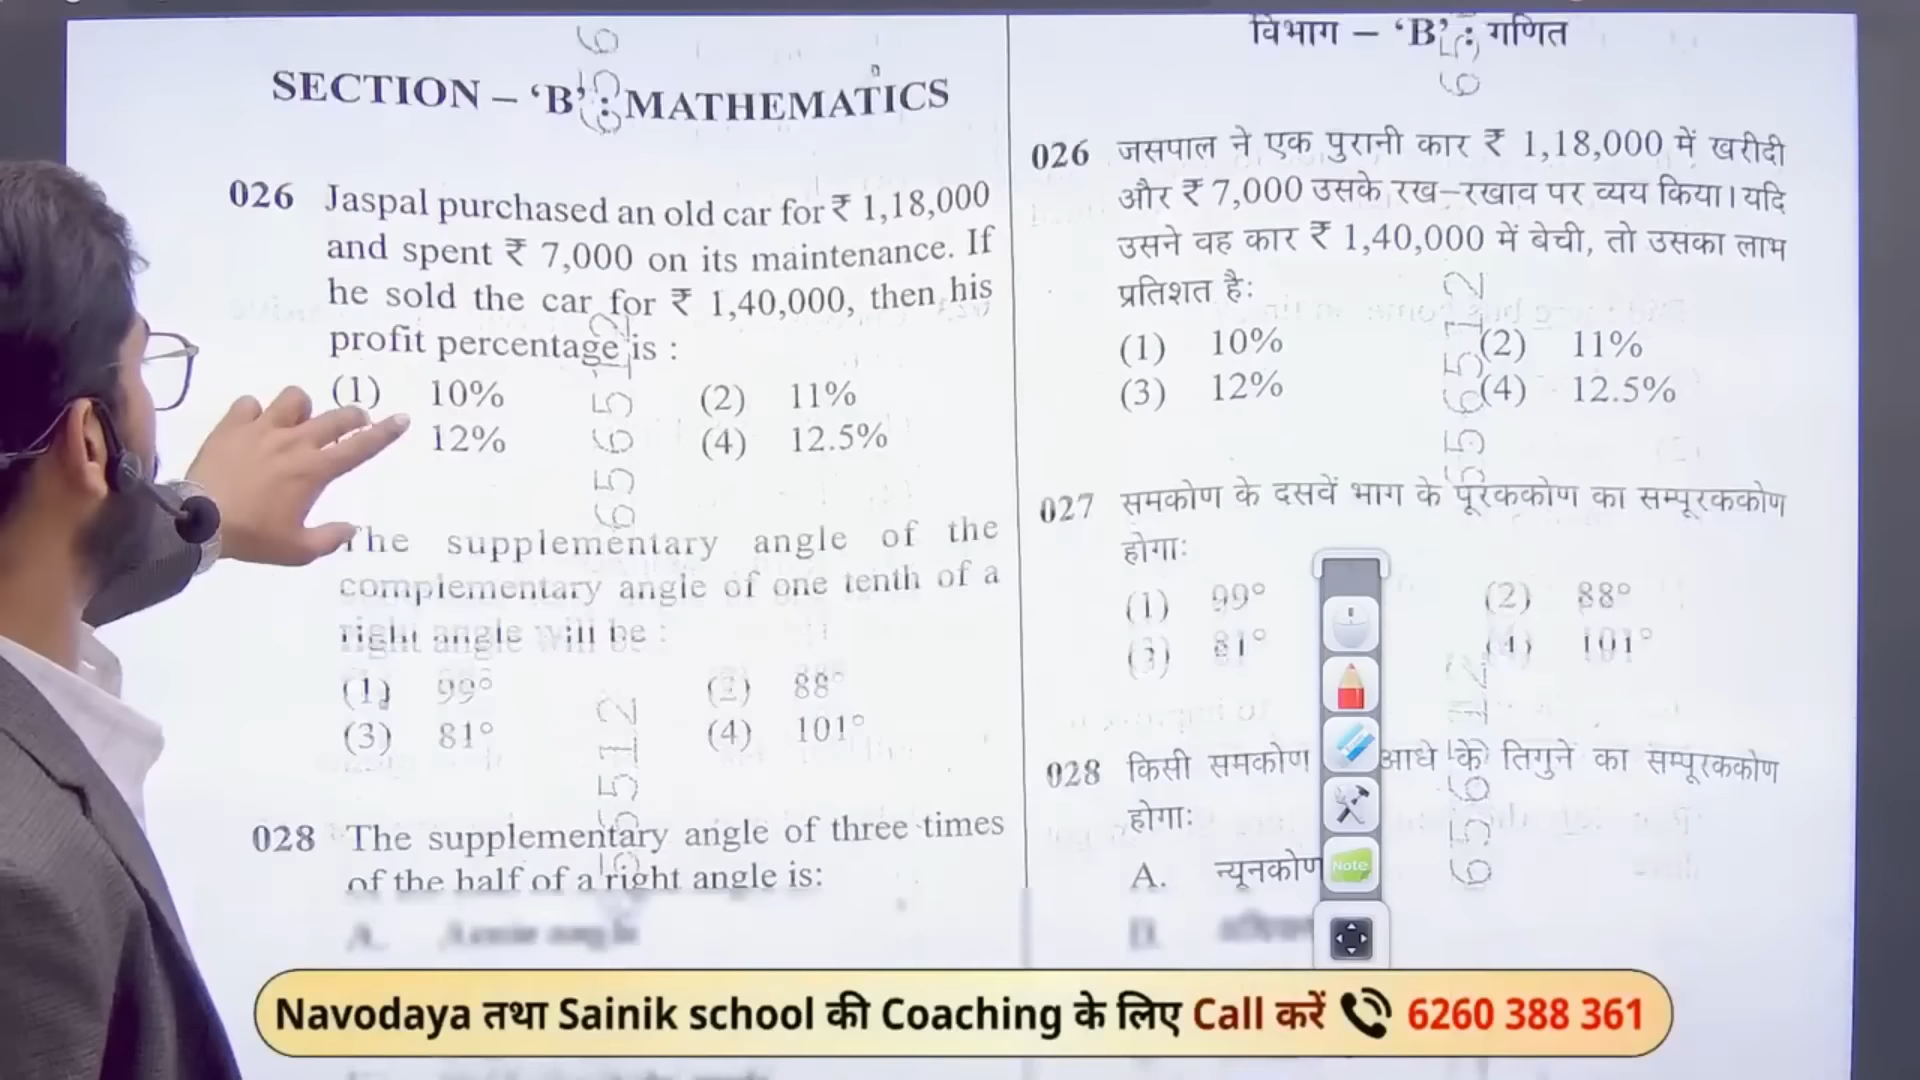 SECTION – ‘B’ : MATHEMATICS
026 Jaspal purchased an old car for ₹ 1,18,000
and spent ₹ 7,000 on its maintenance. If
he sold the car for ₹ 1,40,000, then his
profit percentage is :
(1) 10% (2) 11%
12% (4) 12.5%
The supplementary angle of the
complementary angle of one tenth of a
right angle will be :
(1) 99° (2) 88°
(3) 81° (4) 101°
028 The supplementary angle of three times
of the half of a right angle is:
A. Acute angle
विभाग – ‘B’ : गणित
026 जसपाल ने एक पुरानी कार ₹ 1,18,000 में खरीदी
और ₹ 7,000 उसके रख-रखाव पर व्यय किया। यदि
उसने वह कार ₹ 1,40,000 में बेची, तो उसका लाभ
प्रतिशत है:
(1) 10% (2) 11%
(3) 12% (4) 12.5%
027 समकोण के दसवें भाग के पूरककोण का सम्पूरककोण
होगा:
(1) 99° (2) 88°
(3) 81° (4) 101°
028 किसी समकोण आधे के तिगुने का सम्पूरककोण
होगा:
A. न्यूनकोण
Note
Navodaya तथा Sainik school की Coaching के लिए Call करें 6260 388 361